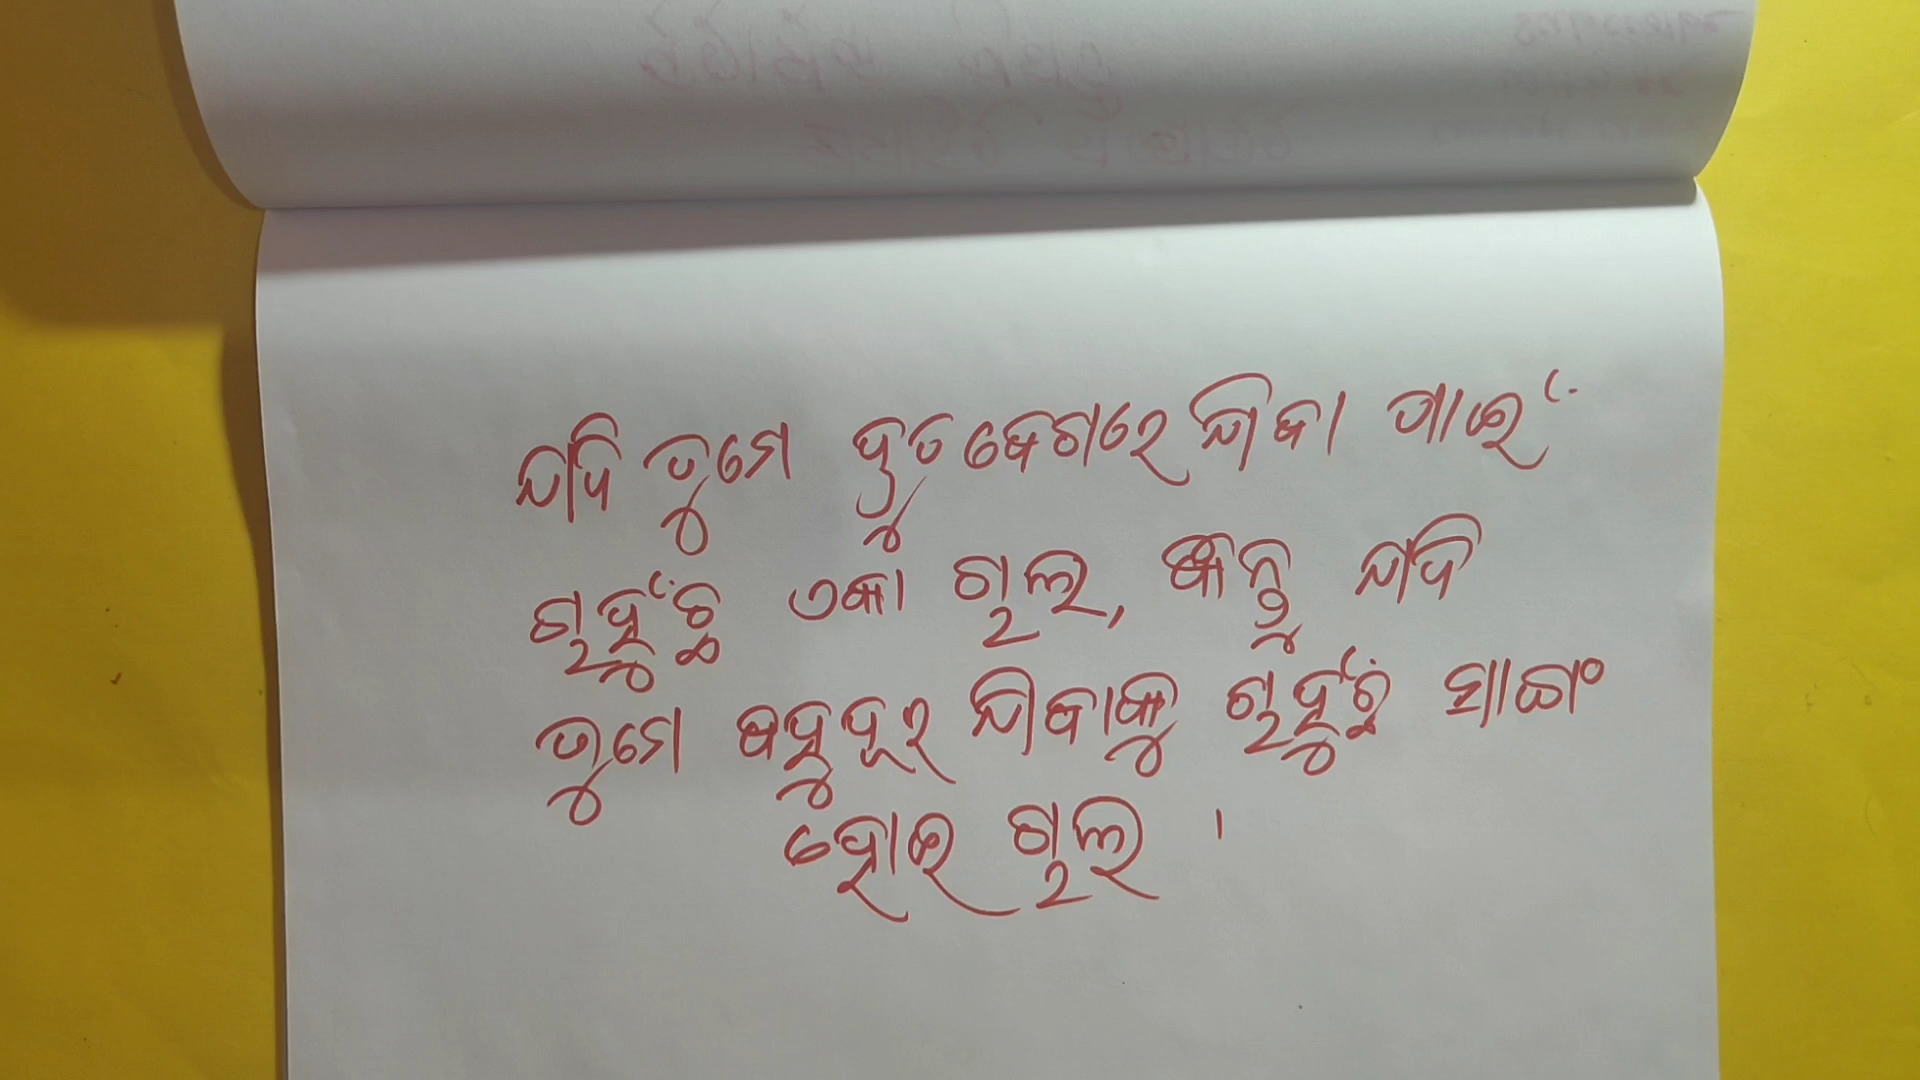 ଯଦି ତୁମେ ଦ୍ରୁତ ବେଗରେ ଯିବା ପାଇଁ
ଚାହୁଁଛ ଏକା ଚାଲ, କିନ୍ତୁ ଯଦି
ତୁମେ ବହୁଦୂର ଯିବାକୁ ଚାହୁଁଛ ସାଙ୍ଗ
ହୋଇ ଚାଲ ।